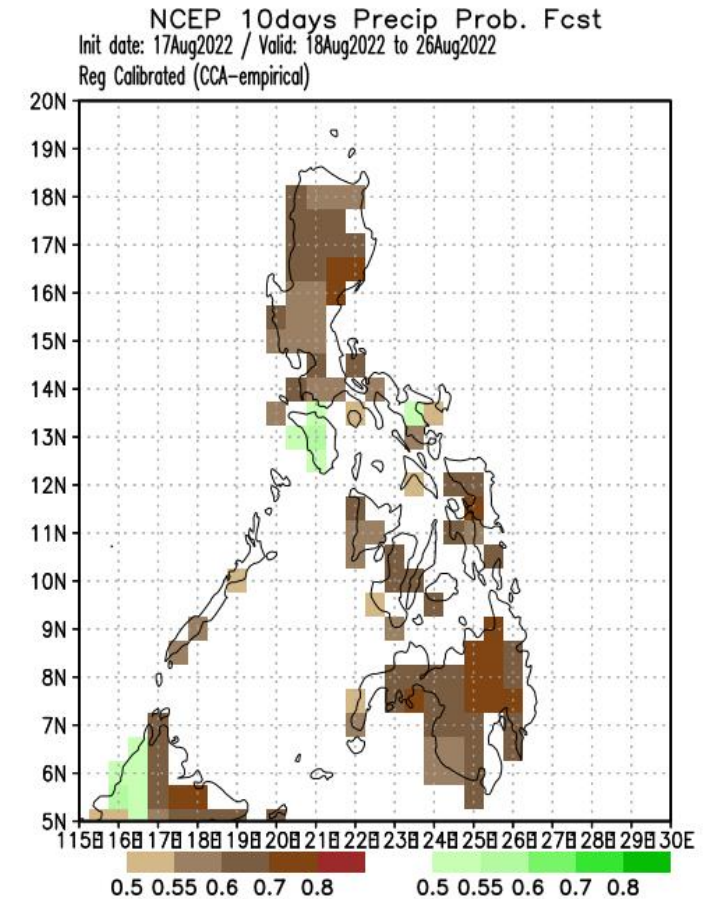 NCEP 10days Precip Prob. Fcst
Init date: 17Aug2022 / Valid: 18Aug2022 to 26Aug2022
Reg Calibrated (CCA-empirical)
20N
19N
18N
17N
16N
15N
14N
13N
12N
11N
10N
9N
8N
7N
6N
5N
115E 116E 117E 118E 119E 120E 121E 122E 123E 124E 125E 126E 127E 128E 129E 130E
0.5 0.55 0.6 0.7 0.8 0.5 0.55 0.6 0.7 0.8